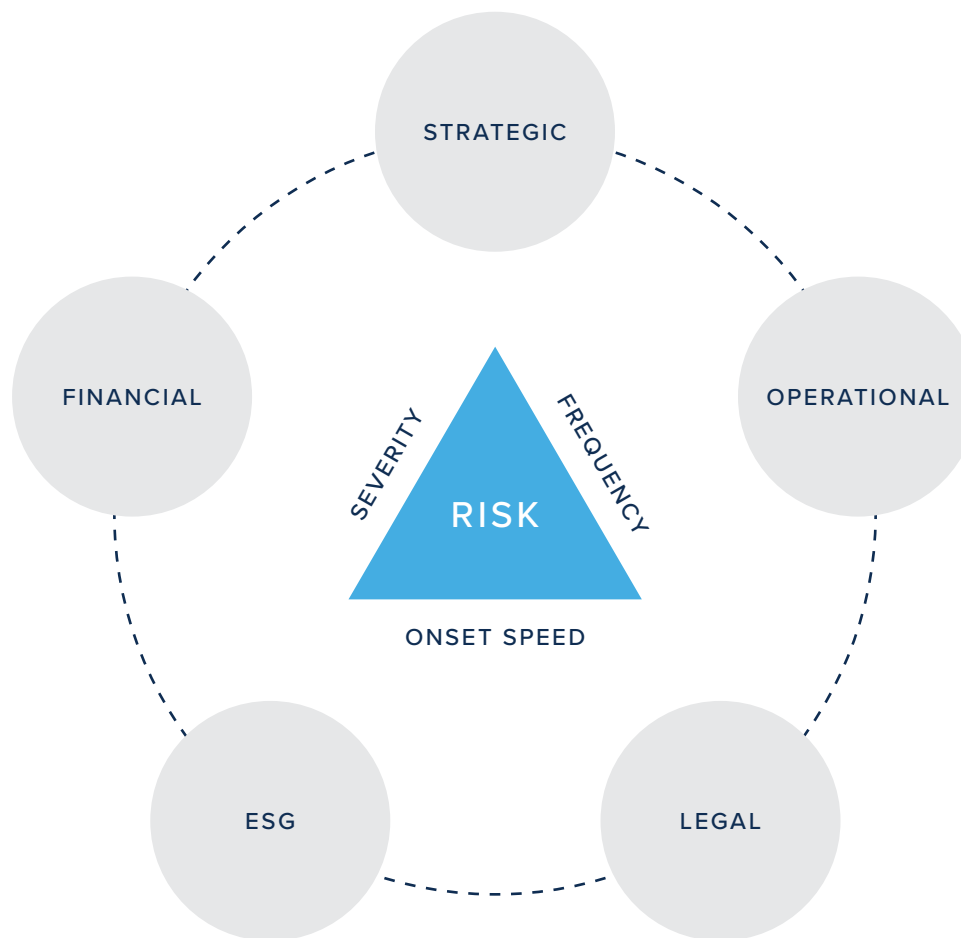 STRATEGIC
FINANCIAL
OPERATIONAL
SEVERITY
FREQUENCY
RISK
ONSET SPEED
ESG
LEGAL